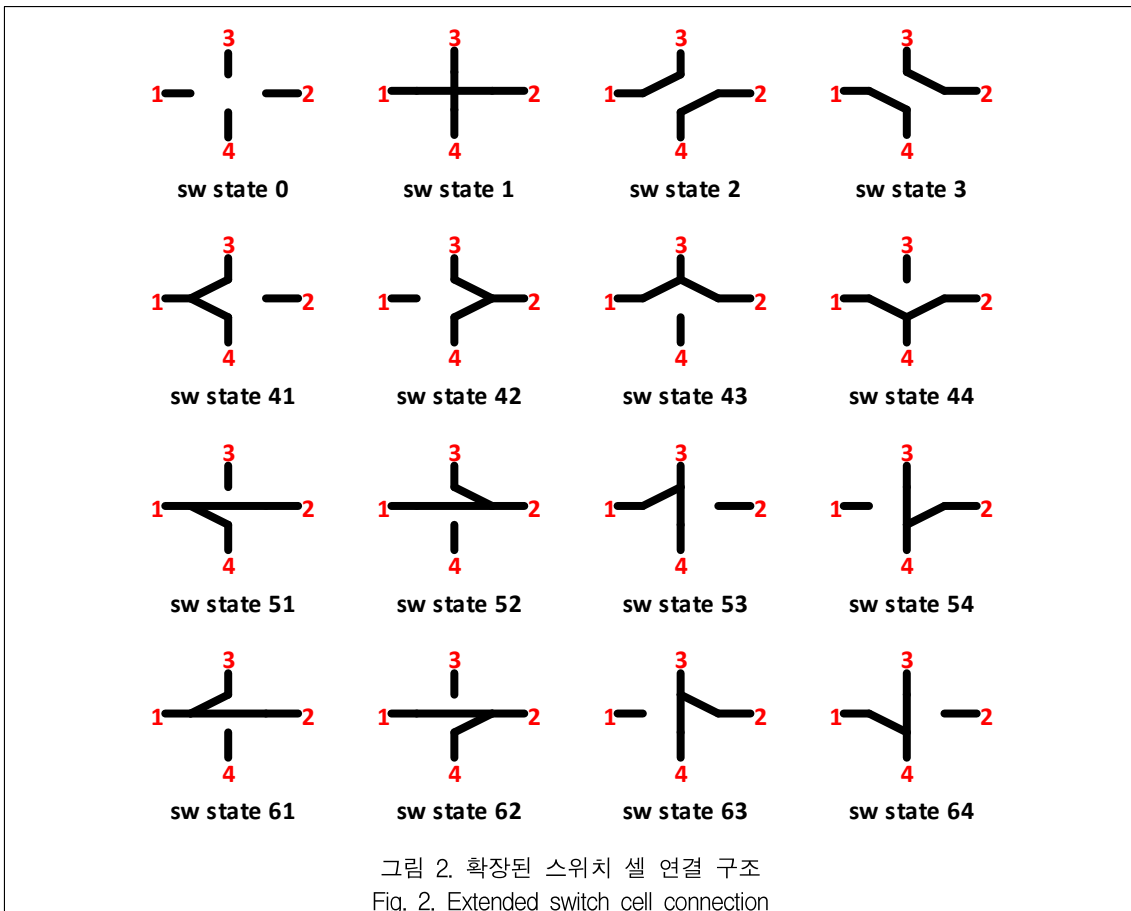 3 3 3 3
1 2 1 2 1 2 1 2
4 4 4 4
sw state 0 sw state 1 sw state 2 sw state 3
3 3 3 3
1 2 1 2 1 2 1 2
4 4 4 4
sw state 41 sw state 42 sw state 43 sw state 44
3 3 3 3
1 2 1 2 1 2 1 2
4 4 4 4
sw state 51 sw state 52 sw state 53 sw state 54
3 3 3 3
1 2 1 2 1 2 1 2
4 4 4 4
sw state 61 sw state 62 sw state 63 sw state 64
그림 2. 확장된 스위치 셀 연결 구조
Fig. 2. Extended switch cell connection